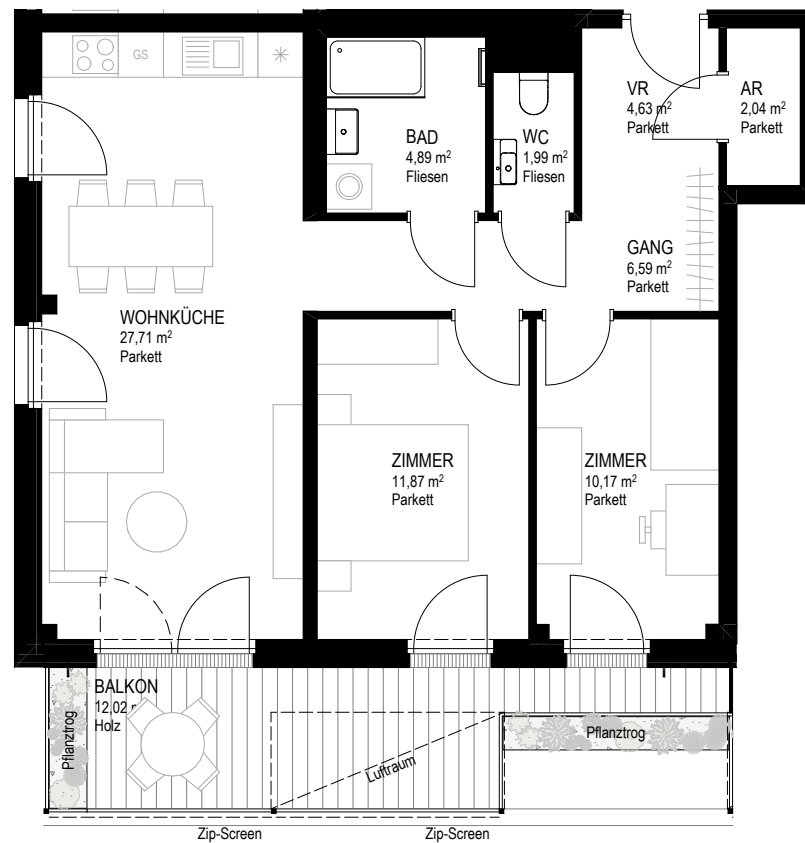 GS
BAD
4,89 m²
Fliesen
WC
1,99 m²
Fliesen
VR
4,63 m²
Parkett
AR
2,04 m²
Parkett
GANG
6,59 m²
Parkett
WOHNKÜCHE
27,71 m²
Parkett
ZIMMER
11,87 m²
Parkett
ZIMMER
10,17 m²
Parkett
BALKON
12,02
Holz
Pflanztrog
Pflanztrog
Luftraum
Zip-Screen
Zip-Screen